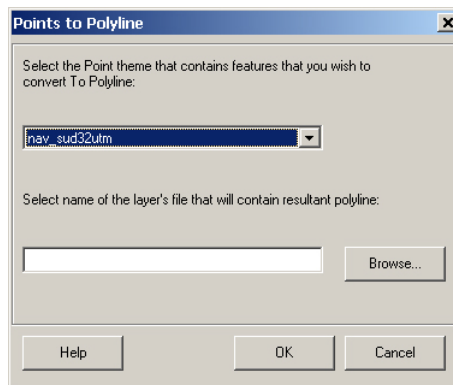 Points to Polyline
Select the Point theme that contains features that you wish to
convert To Polyline:
nav_sud32utm
Select name of the layer's file that will contain resultant polyline:
Browse...
Help
OK
Cancel